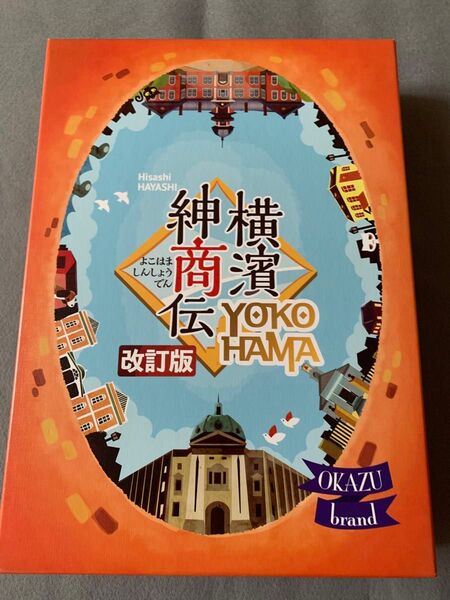 Hisashi
HAYASHI
横濱
紳商伝
よこはま
しんしょう
でん
YOKO
HAMA
改訂版
OKAZU
brand